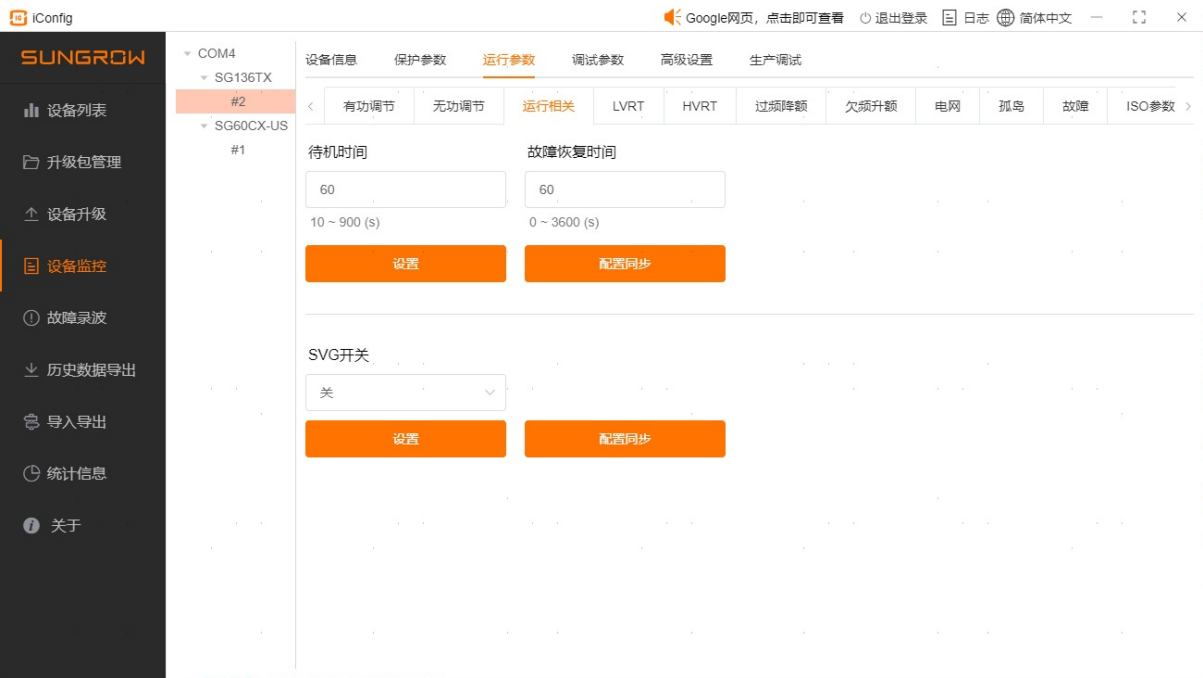 iConfig
Google网页，点击即可查看 退出登录 日志 简体中文
SUNGROW
设备列表
升级包管理
设备升级
设备监控
故障录波
历史数据导出
导入导出
统计信息
关于
COM4
SG136TX
#2
SG60CX-US
#1
设备信息 保护参数 运行参数 调试参数 高级设置 生产调试
有功调节 无功调节 运行相关 LVRT HVRT 过频降额 欠频升额 电网 孤岛 故障 ISO参数
待机时间 故障恢复时间
60 60
10 ~ 900 (s) 0 ~ 3600 (s)
设置 配置同步
SVG开关
关
设置 配置同步